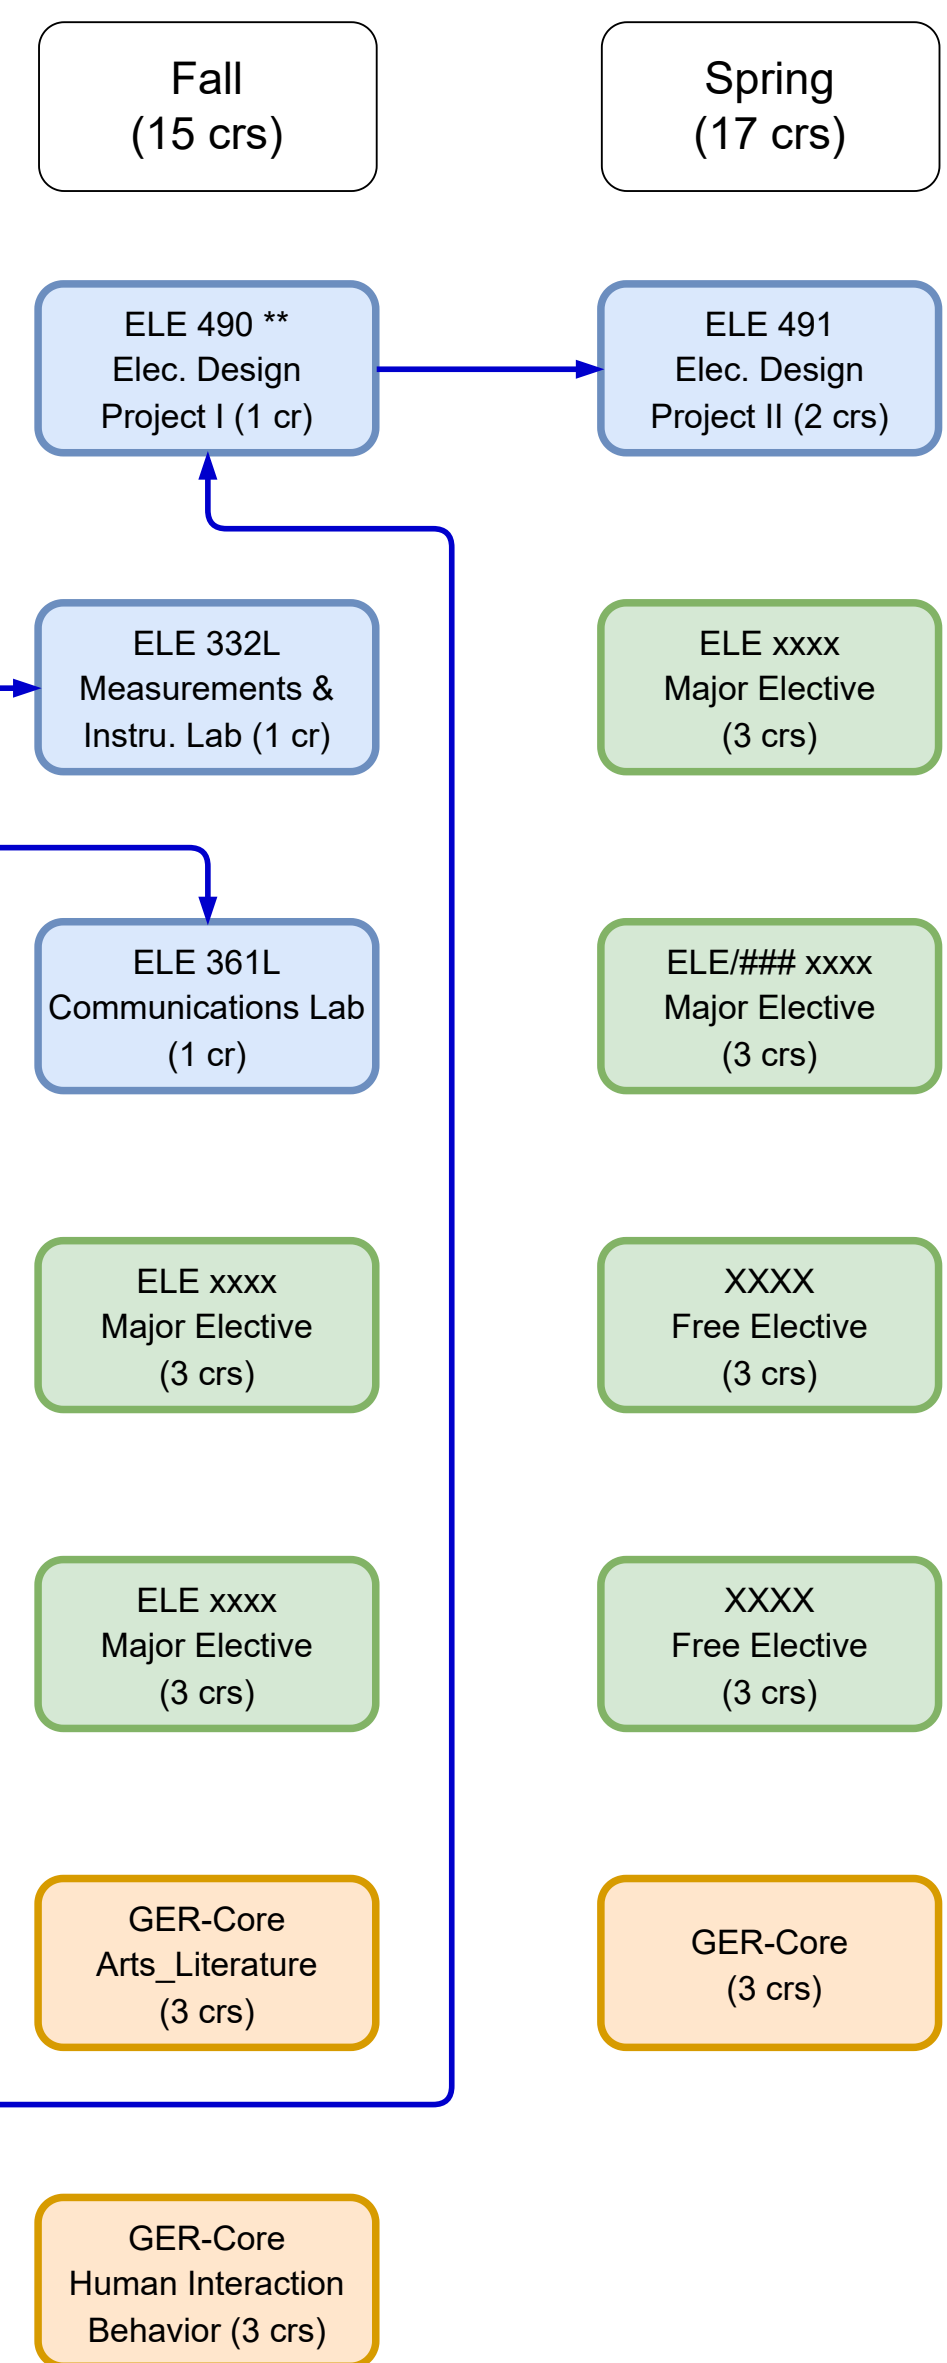 Fall
(15 crs)
Spring
(17 crs)
ELE 490 **
Elec. Design
Project I (1 cr)
ELE 491
Elec. Design
Project II (2 crs)
ELE 332L
Measurements &
Instru. Lab (1 cr)
ELE xxxx
Major Elective
(3 crs)
ELE 361L
Communications Lab
(1 cr)
ELE/### xxxx
Major Elective
(3 crs)
ELE xxxx
Major Elective
(3 crs)
XXXX
Free Elective
(3 crs)
ELE xxxx
Major Elective
(3 crs)
XXXX
Free Elective
(3 crs)
GER-Core
Arts_Literature
(3 crs)
GER-Core
(3 crs)
GER-Core
Human Interaction
Behavior (3 crs)